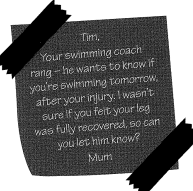 Tim,
Your swimming coach
rang – he wants to know if
you're swimming tomorrow,
after your injury. I wasn't
sure if you felt your leg
was fully recovered, so can
you let him know?
Mum